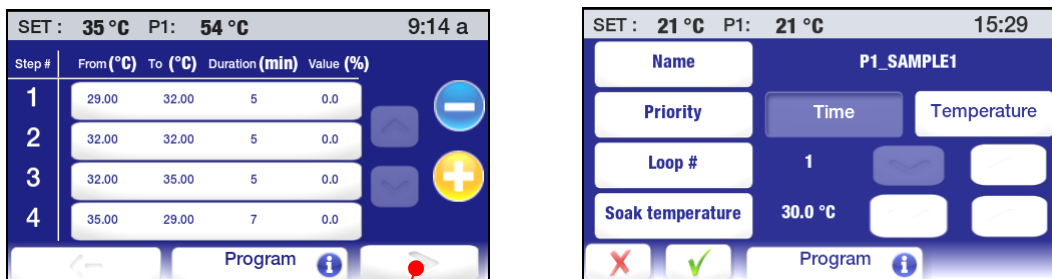 SET : 35 °C P1: 54 °C 9:14 a
Step # From (°C) To (°C) Duration (min) Value (%)
1 29.00 32.00 5 0.0
2 32.00 32.00 5 0.0
3 32.00 35.00 5 0.0
4 35.00 29.00 7 0.0
Program i
SET : 21 °C P1: 21 °C 15:29
Name P1_SAMPLE1
Priority Time Temperature
Loop # 1
Soak temperature 30.0 °C
Program i